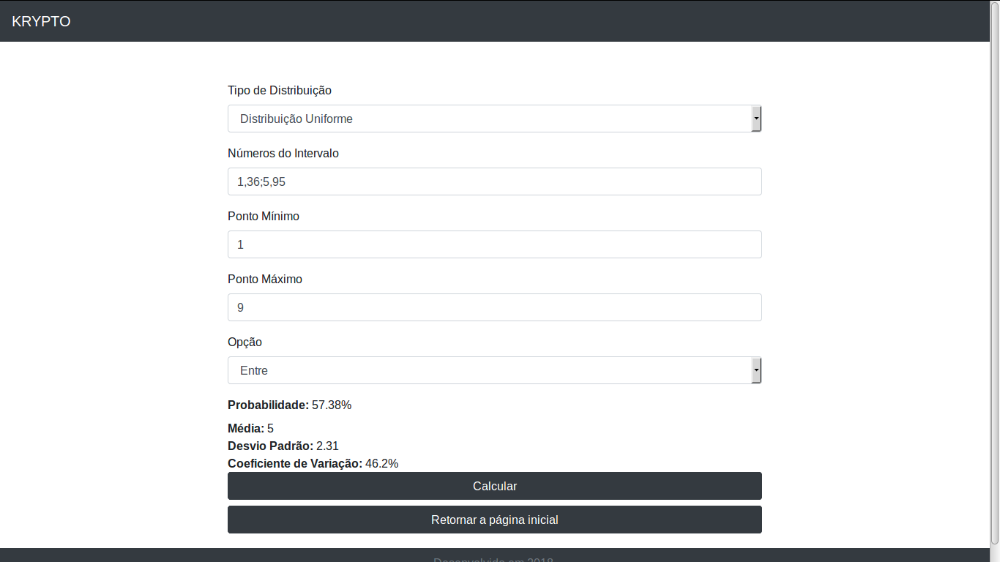 KRYPTO
Tipo de Distribuição
Distribuição Uniforme
Números do Intervalo
1,36;5,95
Ponto Mínimo
1
Ponto Máximo
9
Opção
Entre
Probabilidade: 57.38%
Média: 5
Desvio Padrão: 2.31
Coeficiente de Variação: 46.2%
Calcular
Retornar a página inicial
Desenvolvido em 2018